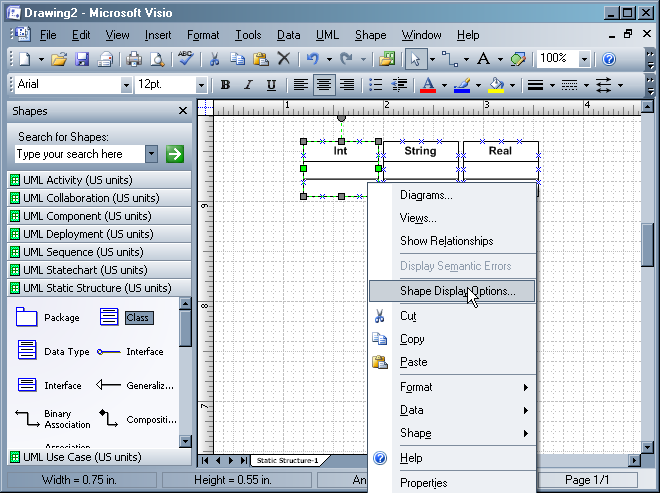 Drawing2 - Microsoft Visio
File Edit View Insert Format Tools Data UML Shape Window Help
100%
Arial 12pt. B I U A
Shapes
Search for Shapes:
Type your search here
UML Activity (US units)
UML Collaboration (US units)
UML Component (US units)
UML Deployment (US units)
UML Sequence (US units)
UML Statechart (US units)
UML Static Structure (US units)
Package Class
Data Type Interface
Interface Generaliz...
Binary Association Compositi...
UML Use Case (US units)
1 2 3 4
9
8
7
Int String Real
Diagrams...
Views...
Show Relationships
Display Semantic Errors
Shape Display Options...
Cut
Copy
Paste
Format
Data
Shape
Help
Properties
Static Structure-1
Width = 0.75 in. Height = 0.55 in. An Page 1/1